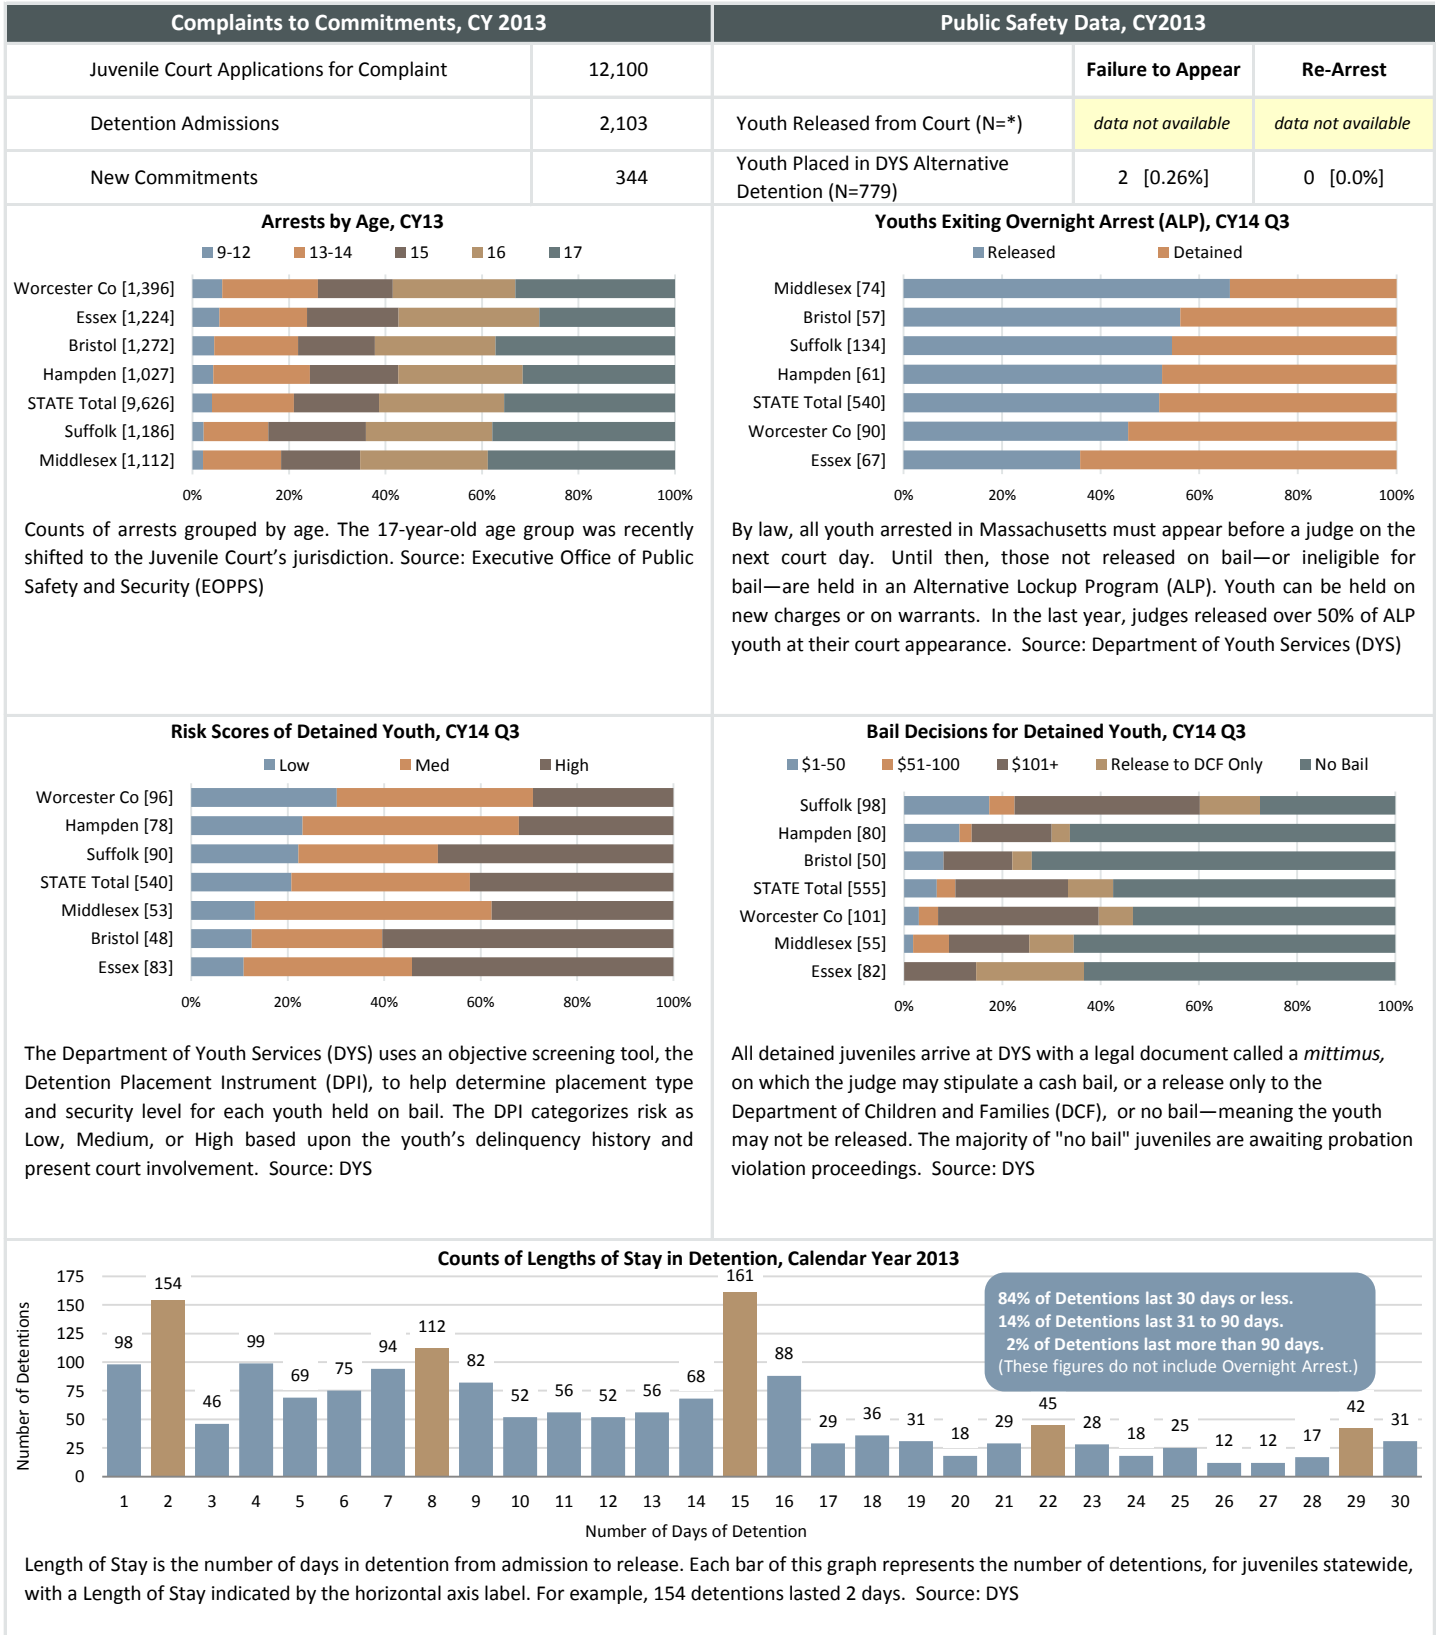 Complaints to Commitments, CY 2013
Juvenile Court Applications for Complaint 12,100
Detention Admissions 2,103
New Commitments 344
Public Safety Data, CY2013
Failure to Appear Re-Arrest
Youth Released from Court (N=*) data not available data not available
Youth Placed in DYS Alternative
Detention (N=779) 2 [0.26%] 0 [0.0%]
Arrests by Age, CY13
9-12 13-14 15 16 17
Worcester Co [1,396]
Essex [1,224]
Bristol [1,272]
Hampden [1,027]
STATE Total [9,626]
Suffolk [1,186]
Middlesex [1,112]
0% 20% 40% 60% 80% 100%
Counts of arrests grouped by age. The 17-year-old age group was recently
shifted to the Juvenile Court's jurisdiction. Source: Executive Office of Public
Safety and Security (EOPPS)
Youths Exiting Overnight Arrest (ALP), CY14 Q3
Released Detained
Middlesex [74]
Bristol [57]
Suffolk [134]
Hampden [61]
STATE Total [540]
Worcester Co [90]
Essex [67]
0% 20% 40% 60% 80% 100%
By law, all youth arrested in Massachusetts must appear before a judge on the
next court day. Until then, those not released on bail—or ineligible for
bail—are held in an Alternative Lockup Program (ALP). Youth can be held on
new charges or on warrants. In the last year, judges released over 50% of ALP
youth at their court appearance. Source: Department of Youth Services (DYS)
Risk Scores of Detained Youth, CY14 Q3
Low Med High
Worcester Co [96]
Hampden [78]
Suffolk [90]
STATE Total [540]
Middlesex [53]
Bristol [48]
Essex [83]
0% 20% 40% 60% 80% 100%
The Department of Youth Services (DYS) uses an objective screening tool, the
Detention Placement Instrument (DPI), to help determine placement type
and security level for each youth held on bail. The DPI categorizes risk as
Low, Medium, or High based upon the youth's delinquency history and
present court involvement. Source: DYS
Bail Decisions for Detained Youth, CY14 Q3
$1-50 $51-100 $101+ Release to DCF Only No Bail
Suffolk [98]
Hampden [80]
Bristol [50]
STATE Total [555]
Worcester Co [101]
Middlesex [55]
Essex [82]
0% 20% 40% 60% 80% 100%
All detained juveniles arrive at DYS with a legal document called a mittimus,
on which the judge may stipulate a cash bail, or a release only to the
Department of Children and Families (DCF), or no bail—meaning the youth
may not be released. The majority of "no bail" juveniles are awaiting probation
violation proceedings. Source: DYS
Counts of Lengths of Stay in Detention, Calendar Year 2013
Number of Detentions
175
150
125
100
75
50
25
0
98 154 46 99 69 75 94 112 82 52 56 52 56 68 161 88 29 36 31 18 29 45 28 18 25 12 12 17 42 31
84% of Detentions last 30 days or less.
14% of Detentions last 31 to 90 days.
2% of Detentions last more than 90 days.
(These figures do not include Overnight Arrest.)
1 2 3 4 5 6 7 8 9 10 11 12 13 14 15 16 17 18 19 20 21 22 23 24 25 26 27 28 29 30
Number of Days of Detention
Length of Stay is the number of days in detention from admission to release. Each bar of this graph represents the number of detentions, for juveniles statewide,
with a Length of Stay indicated by the horizontal axis label. For example, 154 detentions lasted 2 days. Source: DYS